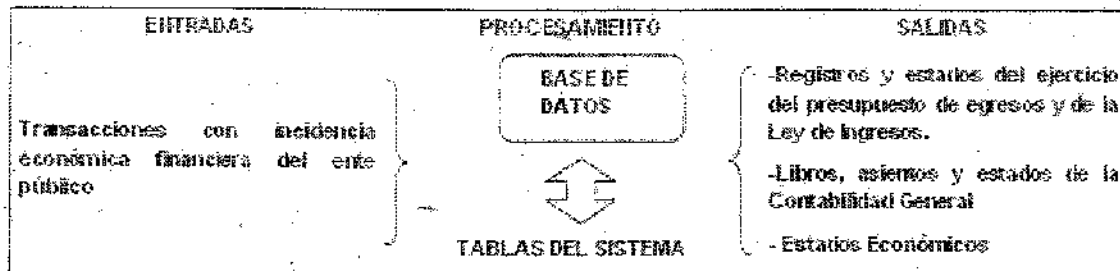 ENTRADAS
Transacciones con incidencia
económica financiera del ente
público
PROCESAMIENTO
BASE DE
DATOS
TABLAS DEL SISTEMA
SALIDAS
-Registros y estados del ejercicio
del presupuesto de egresos y de la
Ley de Ingresos.
-Libros, asientos y estados de la
Contabilidad General
- Estados Económicos